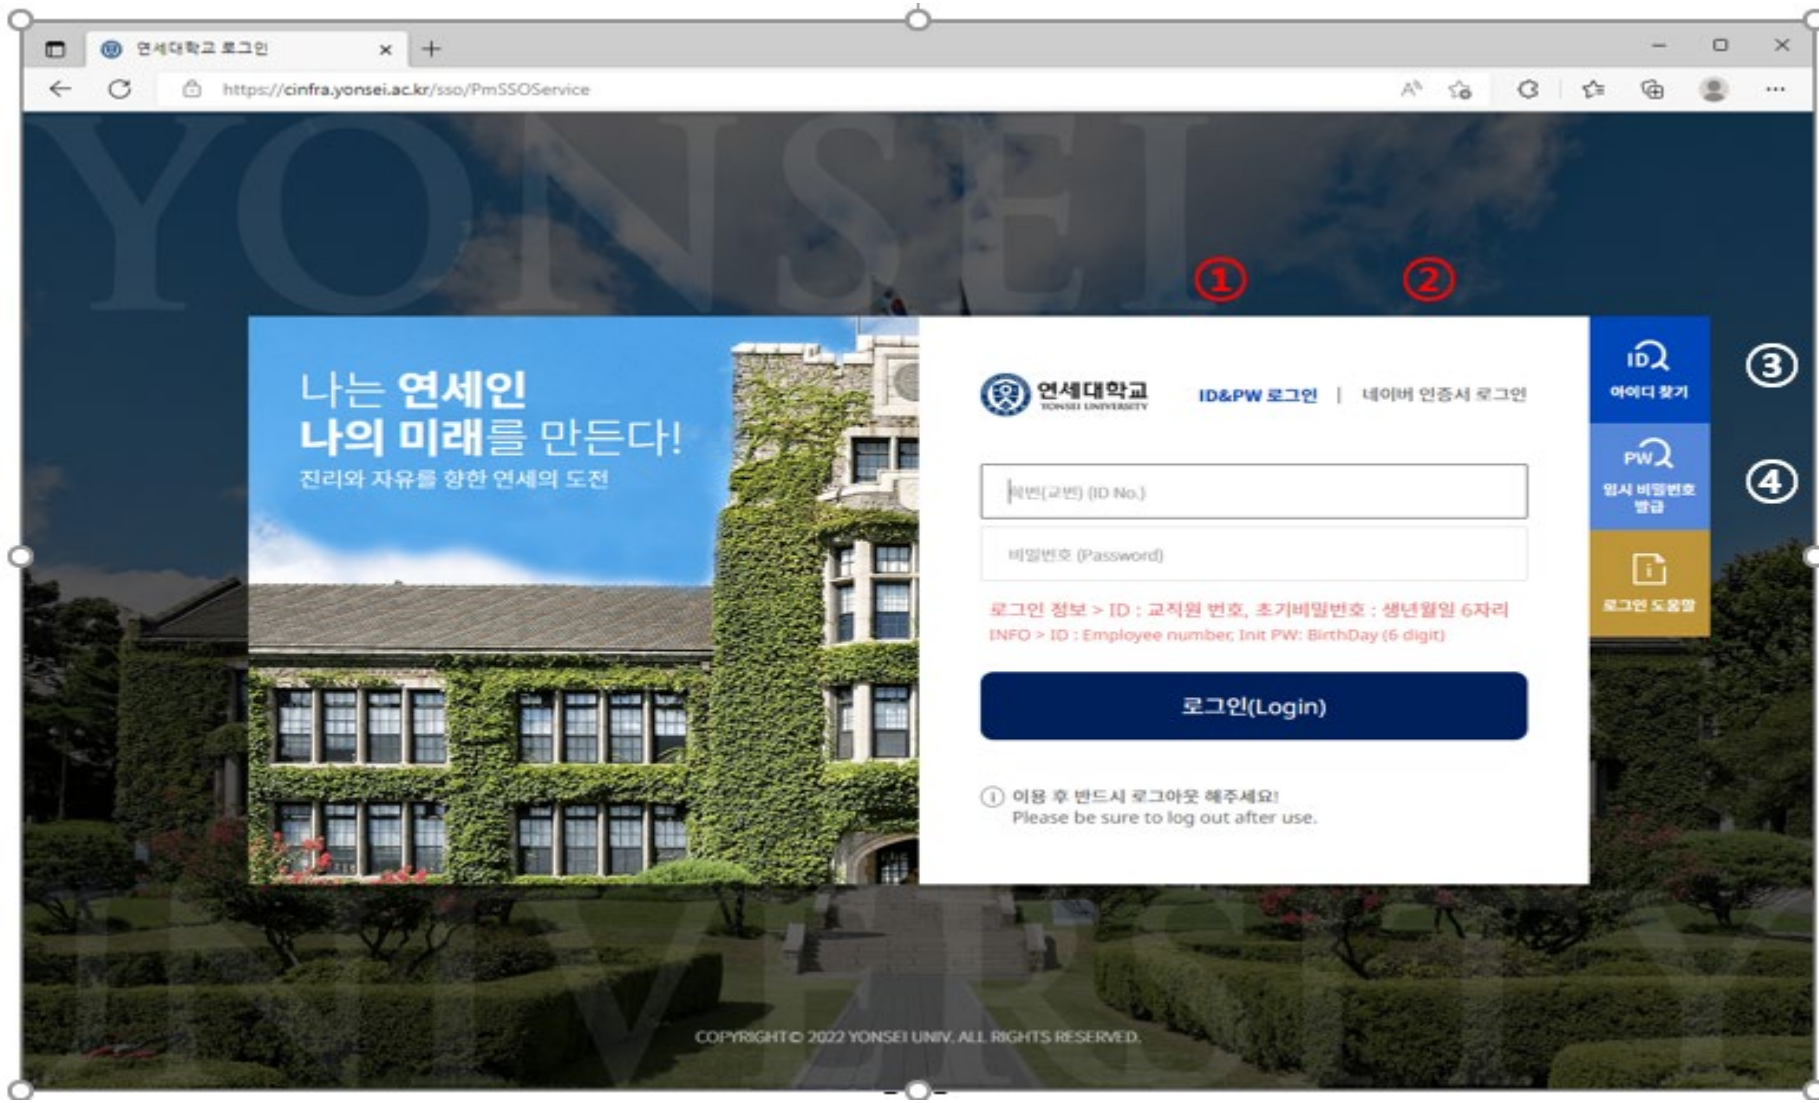 연세대학교 로그인
https://cinfra.yonsei.ac.kr/sso/PmSSOService
YONSEI
① ②
나는 연세인
나의 미래를 만든다!
진리와 자유를 향한 연세의 도전
연세대학교
YONSEI UNIVERSITY
ID&PW 로그인 | 네이버 인증서 로그인
학번(교번) (ID No.)
비밀번호 (Password)
로그인 정보 > ID : 교직원 번호, 초기비밀번호 : 생년월일 6자리
INFO > ID : Employee number, Init PW: BirthDay (6 digit)
로그인(Login)
이용 후 반드시 로그아웃 해주세요!
Please be sure to log out after use.
ID
아이디 찾기
③
PW
임시 비밀번호
발급
④
로그인 도움말
UNIVERSITY
COPYRIGHT© 2022 YONSEI UNIV. ALL RIGHTS RESERVED.